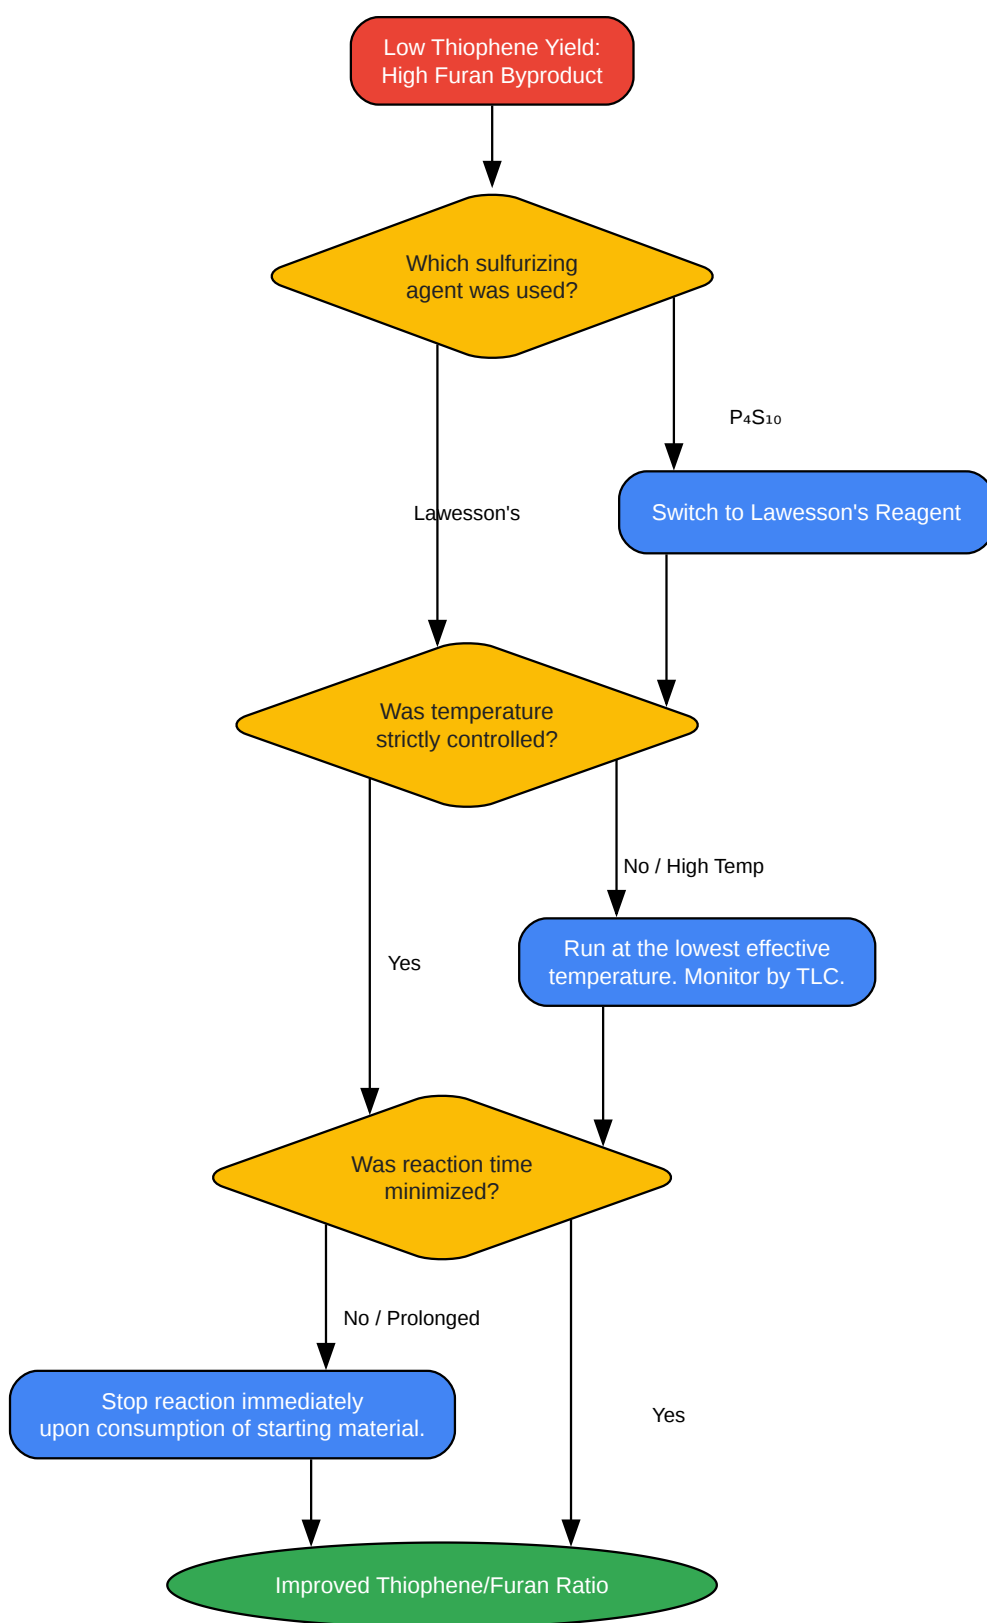 Low Thiophene Yield:
High Furan Byproduct
Which sulfurizing
agent was used?
P₄S₁₀
Lawesson's
Switch to Lawesson's Reagent
Was temperature
strictly controlled?
No / High Temp
Yes
Run at the lowest effective
temperature. Monitor by TLC.
Was reaction time
minimized?
No / Prolonged
Stop reaction immediately
upon consumption of starting material.
Yes
Improved Thiophene/Furan Ratio